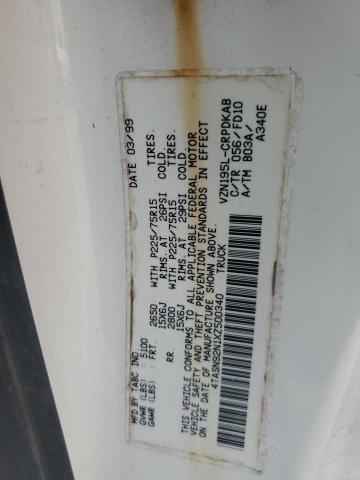 MFD BY TABC INC DATE 03/99
GVWR (LBS) : 5100
GAWR (LBS) : FRT. 2650 WITH P225/75R15 TIRES.
15X6J RIMS. AT 26PSI COLD.
RR. 2800 WITH P225/75R15 TIRES.
15X6J RIMS. AT 29PSI COLD.
THIS VEHICLE CONFORMS TO ALL APPLICABLE FEDERAL MOTOR
VEHICLE SAFETY AND THEFT PREVENTION STANDARDS IN EFFECT
ON THE DATE OF MANUFACTURE SHOWN ABOVE.
4TASN92N1XZ500340 TRUCK
VZN195L-CRPDKAB
C/TR 056/FD10
A/TM B03A/
A340E